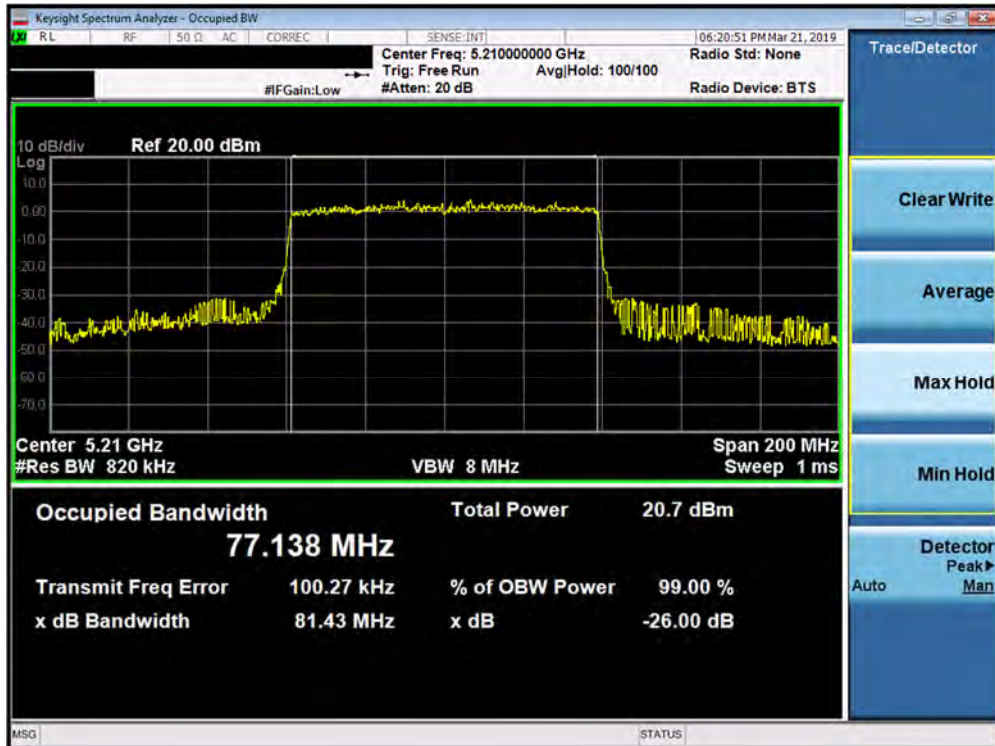 Keysight Spectrum Analyzer - Occupied BW
RL RF 50 Ω AC CORREC SENSE:INT 06:20:51 PM Mar 21, 2019
Center Freq: 5.210000000 GHz Radio Std: None
Trig: Free Run Avg|Hold: 100/100
#IFGain:Low #Atten: 20 dB Radio Device: BTS
10 dB/div Ref 20.00 dBm
Log
10.0
0.00
-10.0
-20.0
-30.0
-40.0
-50.0
-60.0
-70.0
Center 5.21 GHz Span 200 MHz
#Res BW 820 kHz VBW 8 MHz Sweep 1 ms
Occupied Bandwidth Total Power 20.7 dBm
77.138 MHz
Transmit Freq Error 100.27 kHz % of OBW Power 99.00 %
x dB Bandwidth 81.43 MHz x dB -26.00 dB
MSG STATUS
Trace/Detector
Clear Write
Average
Max Hold
Min Hold
Detector
Peak▶
Auto Man